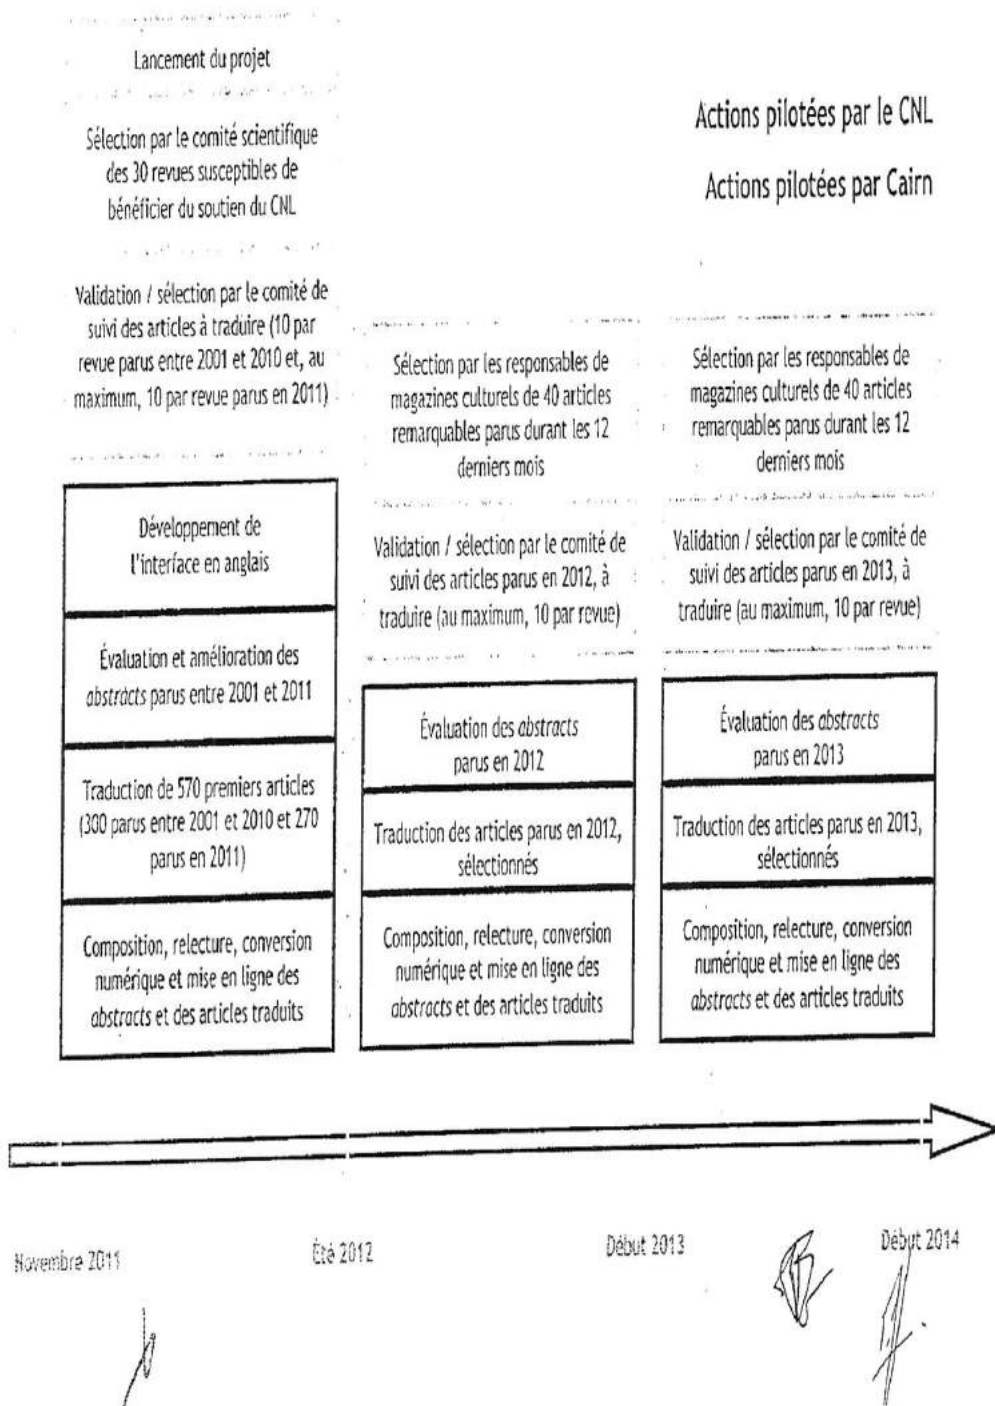 Lancement du projet
Sélection par le comité scientifique
des 30 revues susceptibles de
bénéficier du soutien du CNL
Validation / sélection par le comité de
suivi des articles à traduire (10 par
revue parus entre 2001 et 2010 et, au
maximum, 10 par revue parus en 2011)
Développement de
l'interface en anglais
Évaluation et amélioration des
abstracts parus entre 2001 et 2011
Traduction de 570 premiers articles
(300 parus entre 2001 et 2010 et 270
parus en 2011)
Composition, relecture, conversion
numérique et mise en ligne des
abstracts et des articles traduits
Actions pilotées par le CNL
Actions pilotées par Cairn
Sélection par les responsables de
magazines culturels de 40 articles
remarquables parus durant les 12
derniers mois
Validation / sélection par le comité de
suivi des articles parus en 2012, à
traduire (au maximum, 10 par revue)
Évaluation des abstracts
parus en 2012
Traduction des articles parus en 2012,
sélectionnés
Composition, relecture, conversion
numérique et mise en ligne des
abstracts et des articles traduits
Sélection par les responsables de
magazines culturels de 40 articles
remarquables parus durant les 12
derniers mois
Validation / sélection par le comité de
suivi des articles parus en 2013, à
traduire (au maximum, 10 par revue)
Évaluation des abstracts
parus en 2013
Traduction des articles parus en 2013,
sélectionnés
Composition, relecture, conversion
numérique et mise en ligne des
abstracts et des articles traduits
Novembre 2011
Été 2012
Début 2013
Début 2014